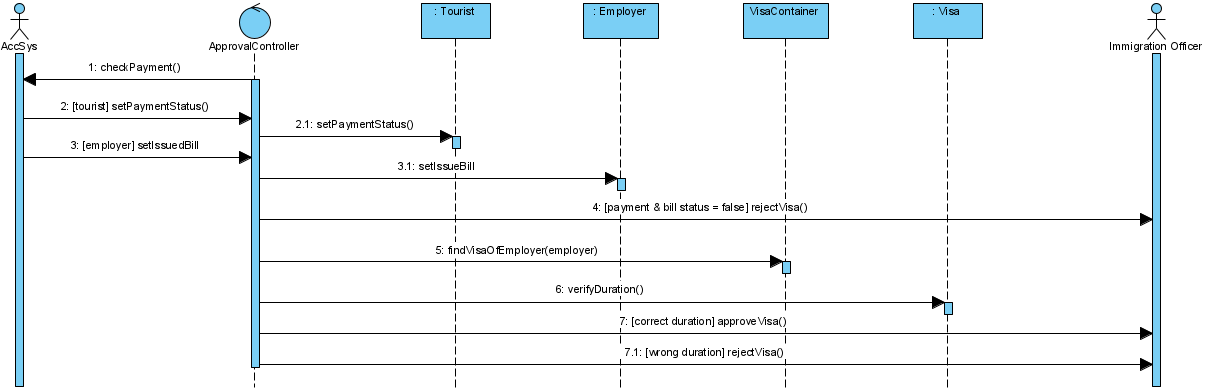 : Tourist
: Employer
VisaContainer
: Visa
AccSys
ApprovalController
Immigration Officer
1: checkPayment()
2: [tourist] setPaymentStatus()
2.1: setPaymentStatus()
3: [employer] setIssuedBill
3.1: setIssueBill
4: [payment & bill status = false] rejectVisa()
5: findVisaOfEmployer(employer)
6: verifyDuration()
7: [correct duration] approveVisa()
7.1: [wrong duration] rejectVisa()